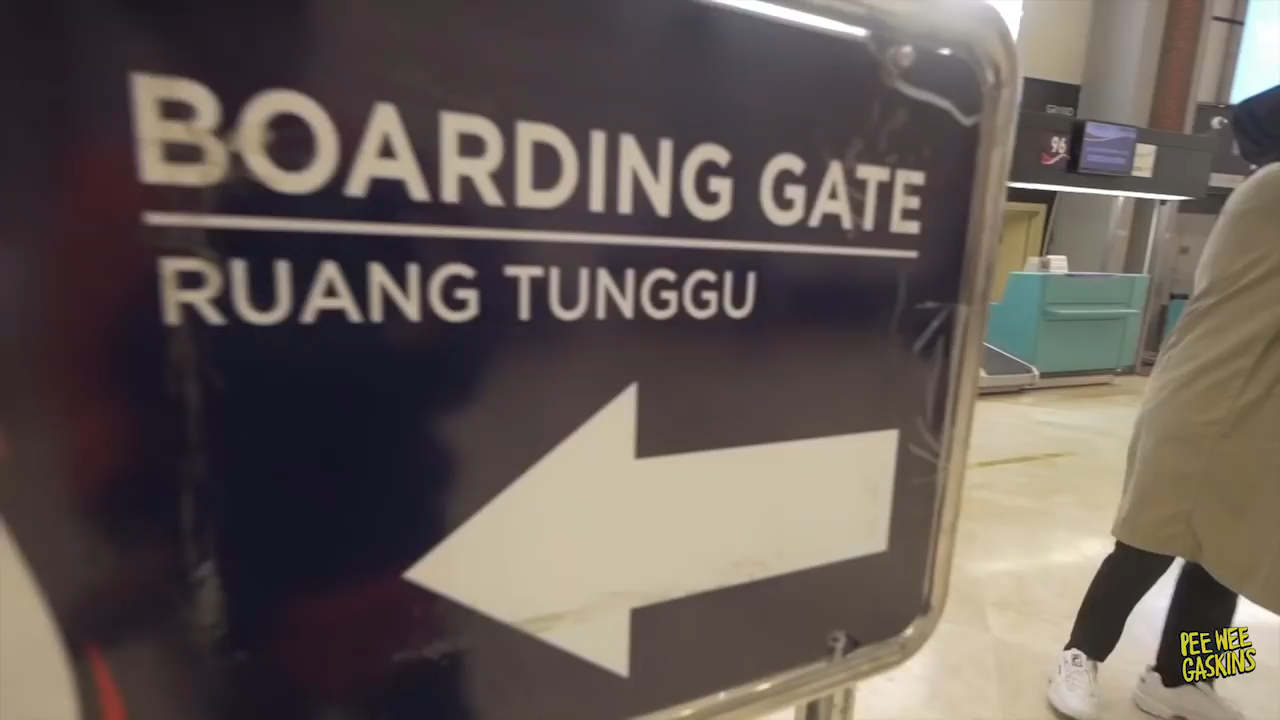 BOARDING GATE
RUANG TUNGGU
96
PEE WEE
GASKINS